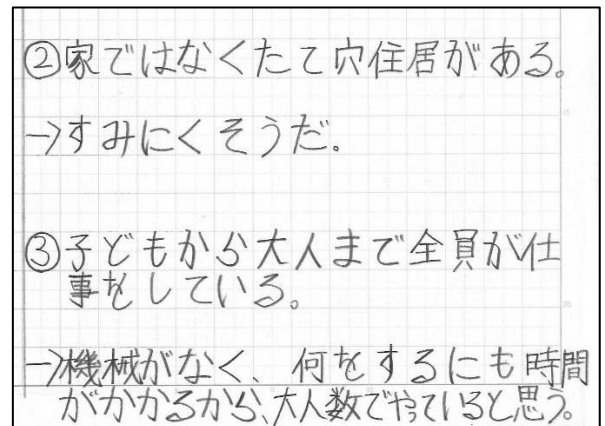 ②家ではなくたて穴住居がある。
→すみにくそうだ。
③子どもから大人まで全員が仕
事をしている。
→機械がなく、何をするにも時間
がかかるから、大人数でやっていると思う。